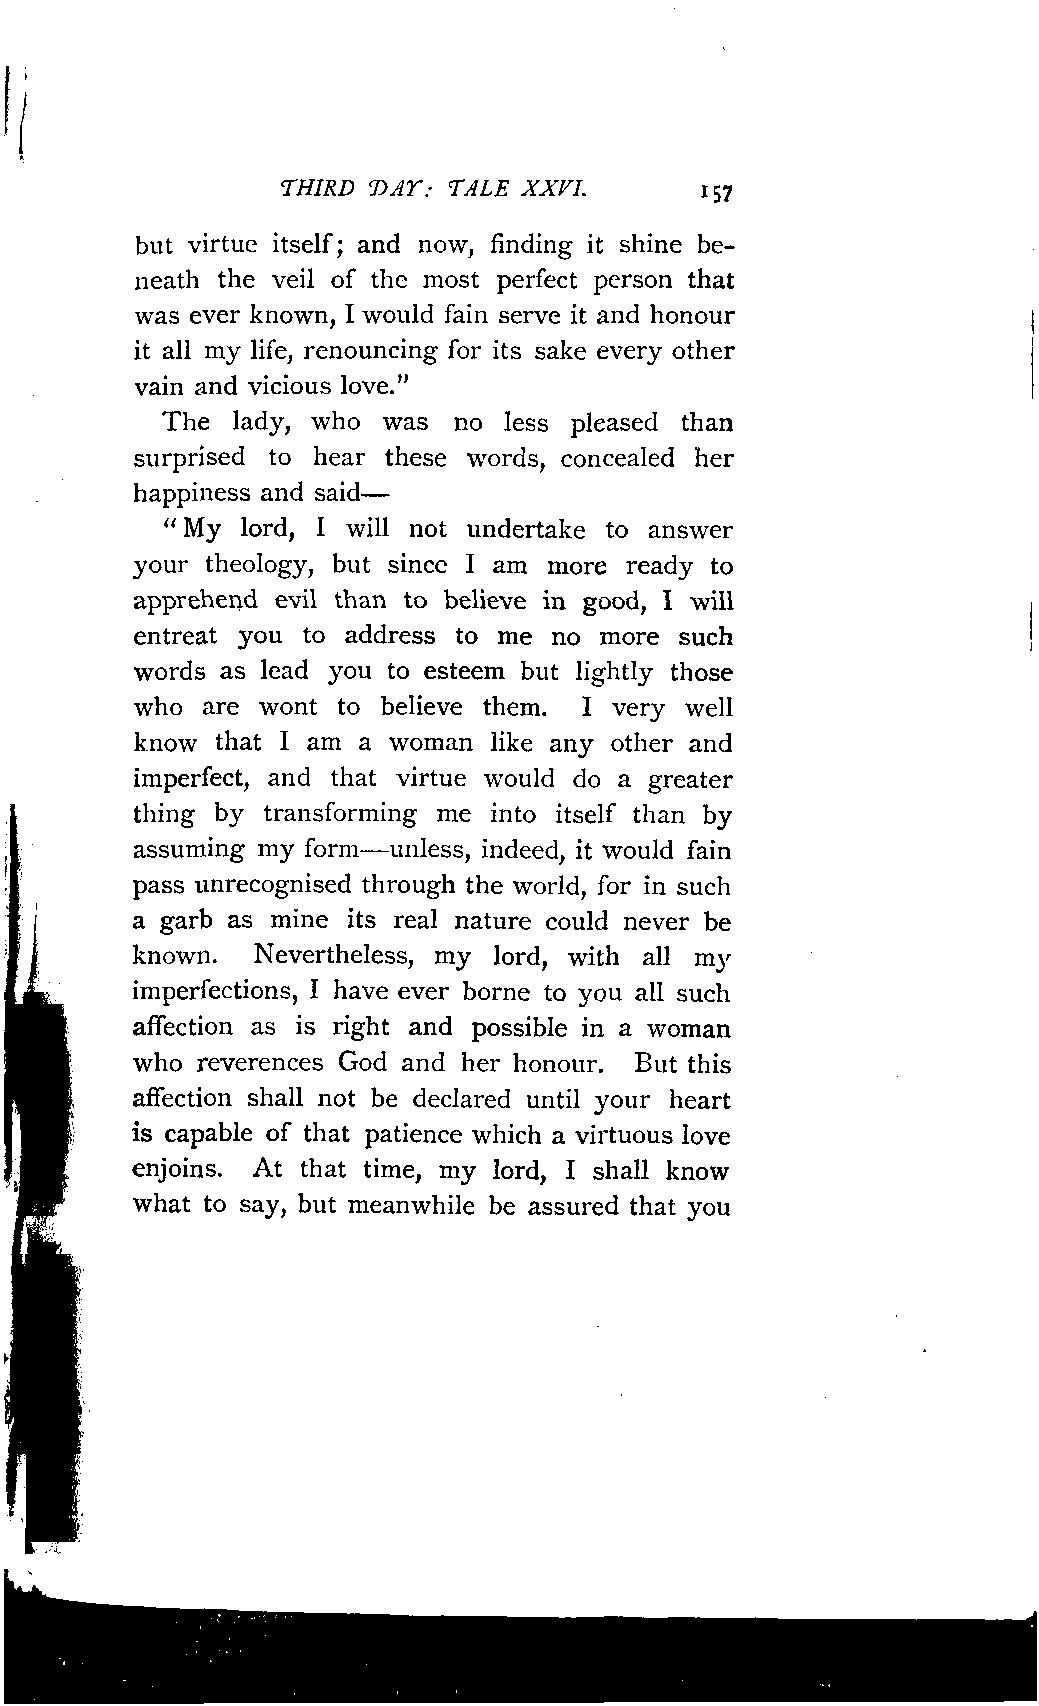 THIRD DAY: TALE XXVI. 157
but virtue itself; and now, finding it shine be-
neath the veil of the most perfect person that
was ever known, I would fain serve it and honour
it all my life, renouncing for its sake every other
vain and vicious love."
The lady, who was no less pleased than
surprised to hear these words, concealed her
happiness and said—
"My lord, I will not undertake to answer
your theology, but since I am more ready to
apprehend evil than to believe in good, I will
entreat you to address to me no more such
words as lead you to esteem but lightly those
who are wont to believe them. I very well
know that I am a woman like any other and
imperfect, and that virtue would do a greater
thing by transforming me into itself than by
assuming my form—unless, indeed, it would fain
pass unrecognised through the world, for in such
a garb as mine its real nature could never be
known. Nevertheless, my lord, with all my
imperfections, I have ever borne to you all such
affection as is right and possible in a woman
who reverences God and her honour. But this
affection shall not be declared until your heart
is capable of that patience which a virtuous love
enjoins. At that time, my lord, I shall know
what to say, but meanwhile be assured that you